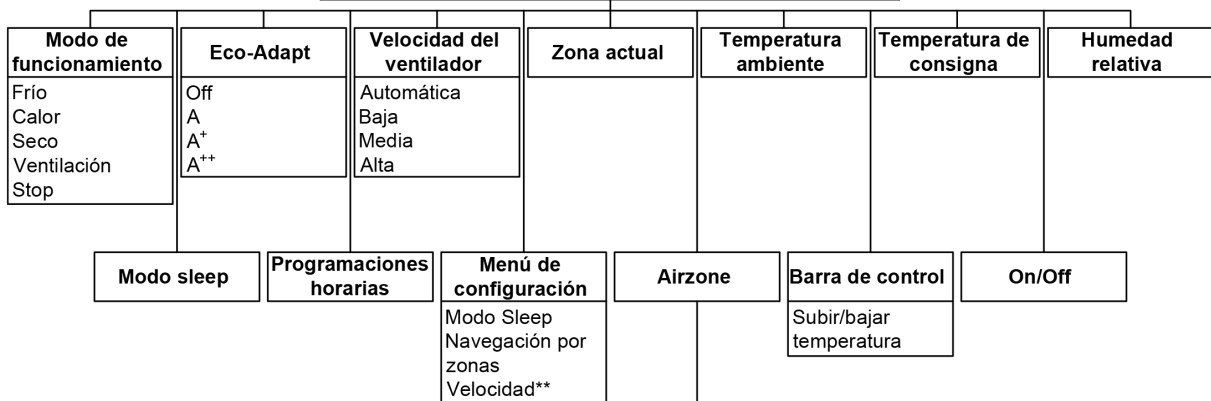 Modo de
funcionamiento
Frío
Calor
Seco
Ventilación
Stop
Eco-Adapt
Off
A
A⁺
A⁺⁺
Velocidad del
ventilador
Automática
Baja
Media
Alta
Zona actual
Temperatura
ambiente
Temperatura de
consigna
Humedad
relativa
Modo sleep
Programaciones
horarias
Menú de
configuración
Modo Sleep
Navegación por
zonas
Velocidad**
Airzone
Barra de control
Subir/bajar
temperatura
On/Off